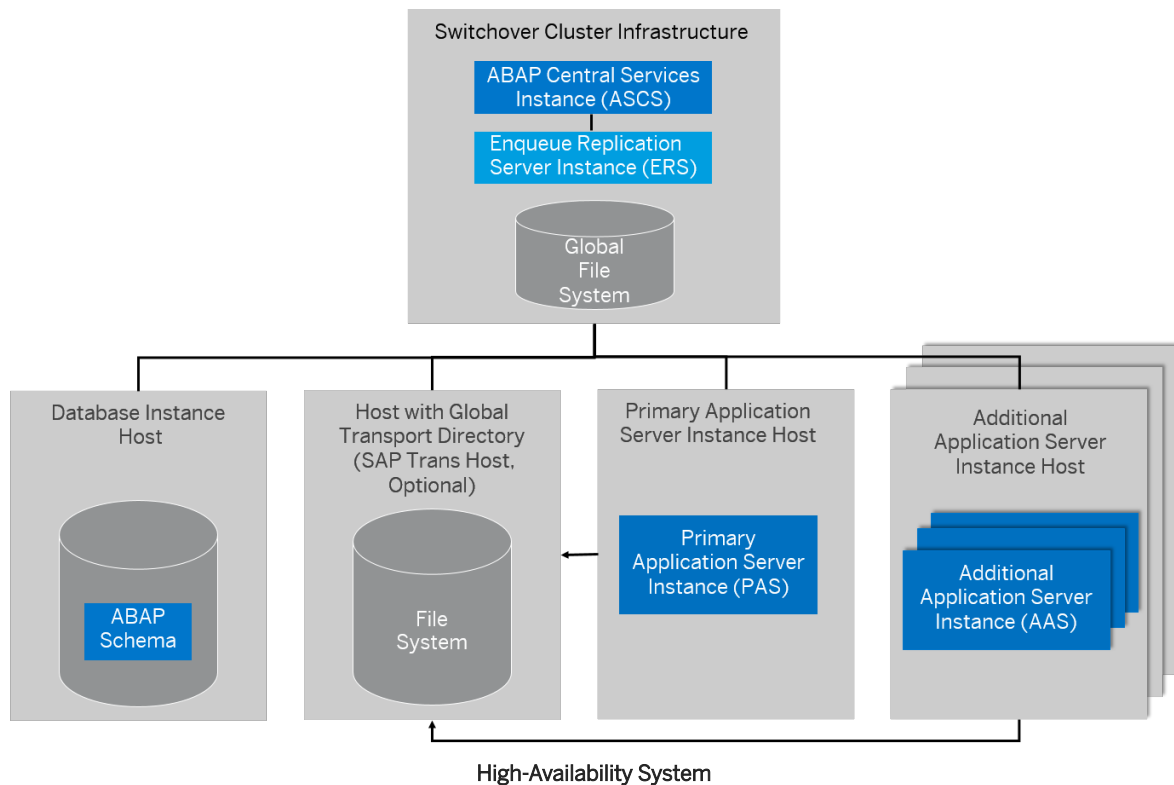 Switchover Cluster Infrastructure
ABAP Central Services
Instance (ASCS)
Enqueue Replication
Server Instance (ERS)
Global
File
System
Database Instance
Host
ABAP
Schema
Host with Global
Transport Directory
(SAP Trans Host,
Optional)
File
System
Primary Application
Server Instance Host
Primary
Application Server
Instance (PAS)
Additional
Application Server
Instance Host
Additional
Application Server
Instance (AAS)
High-Availability System